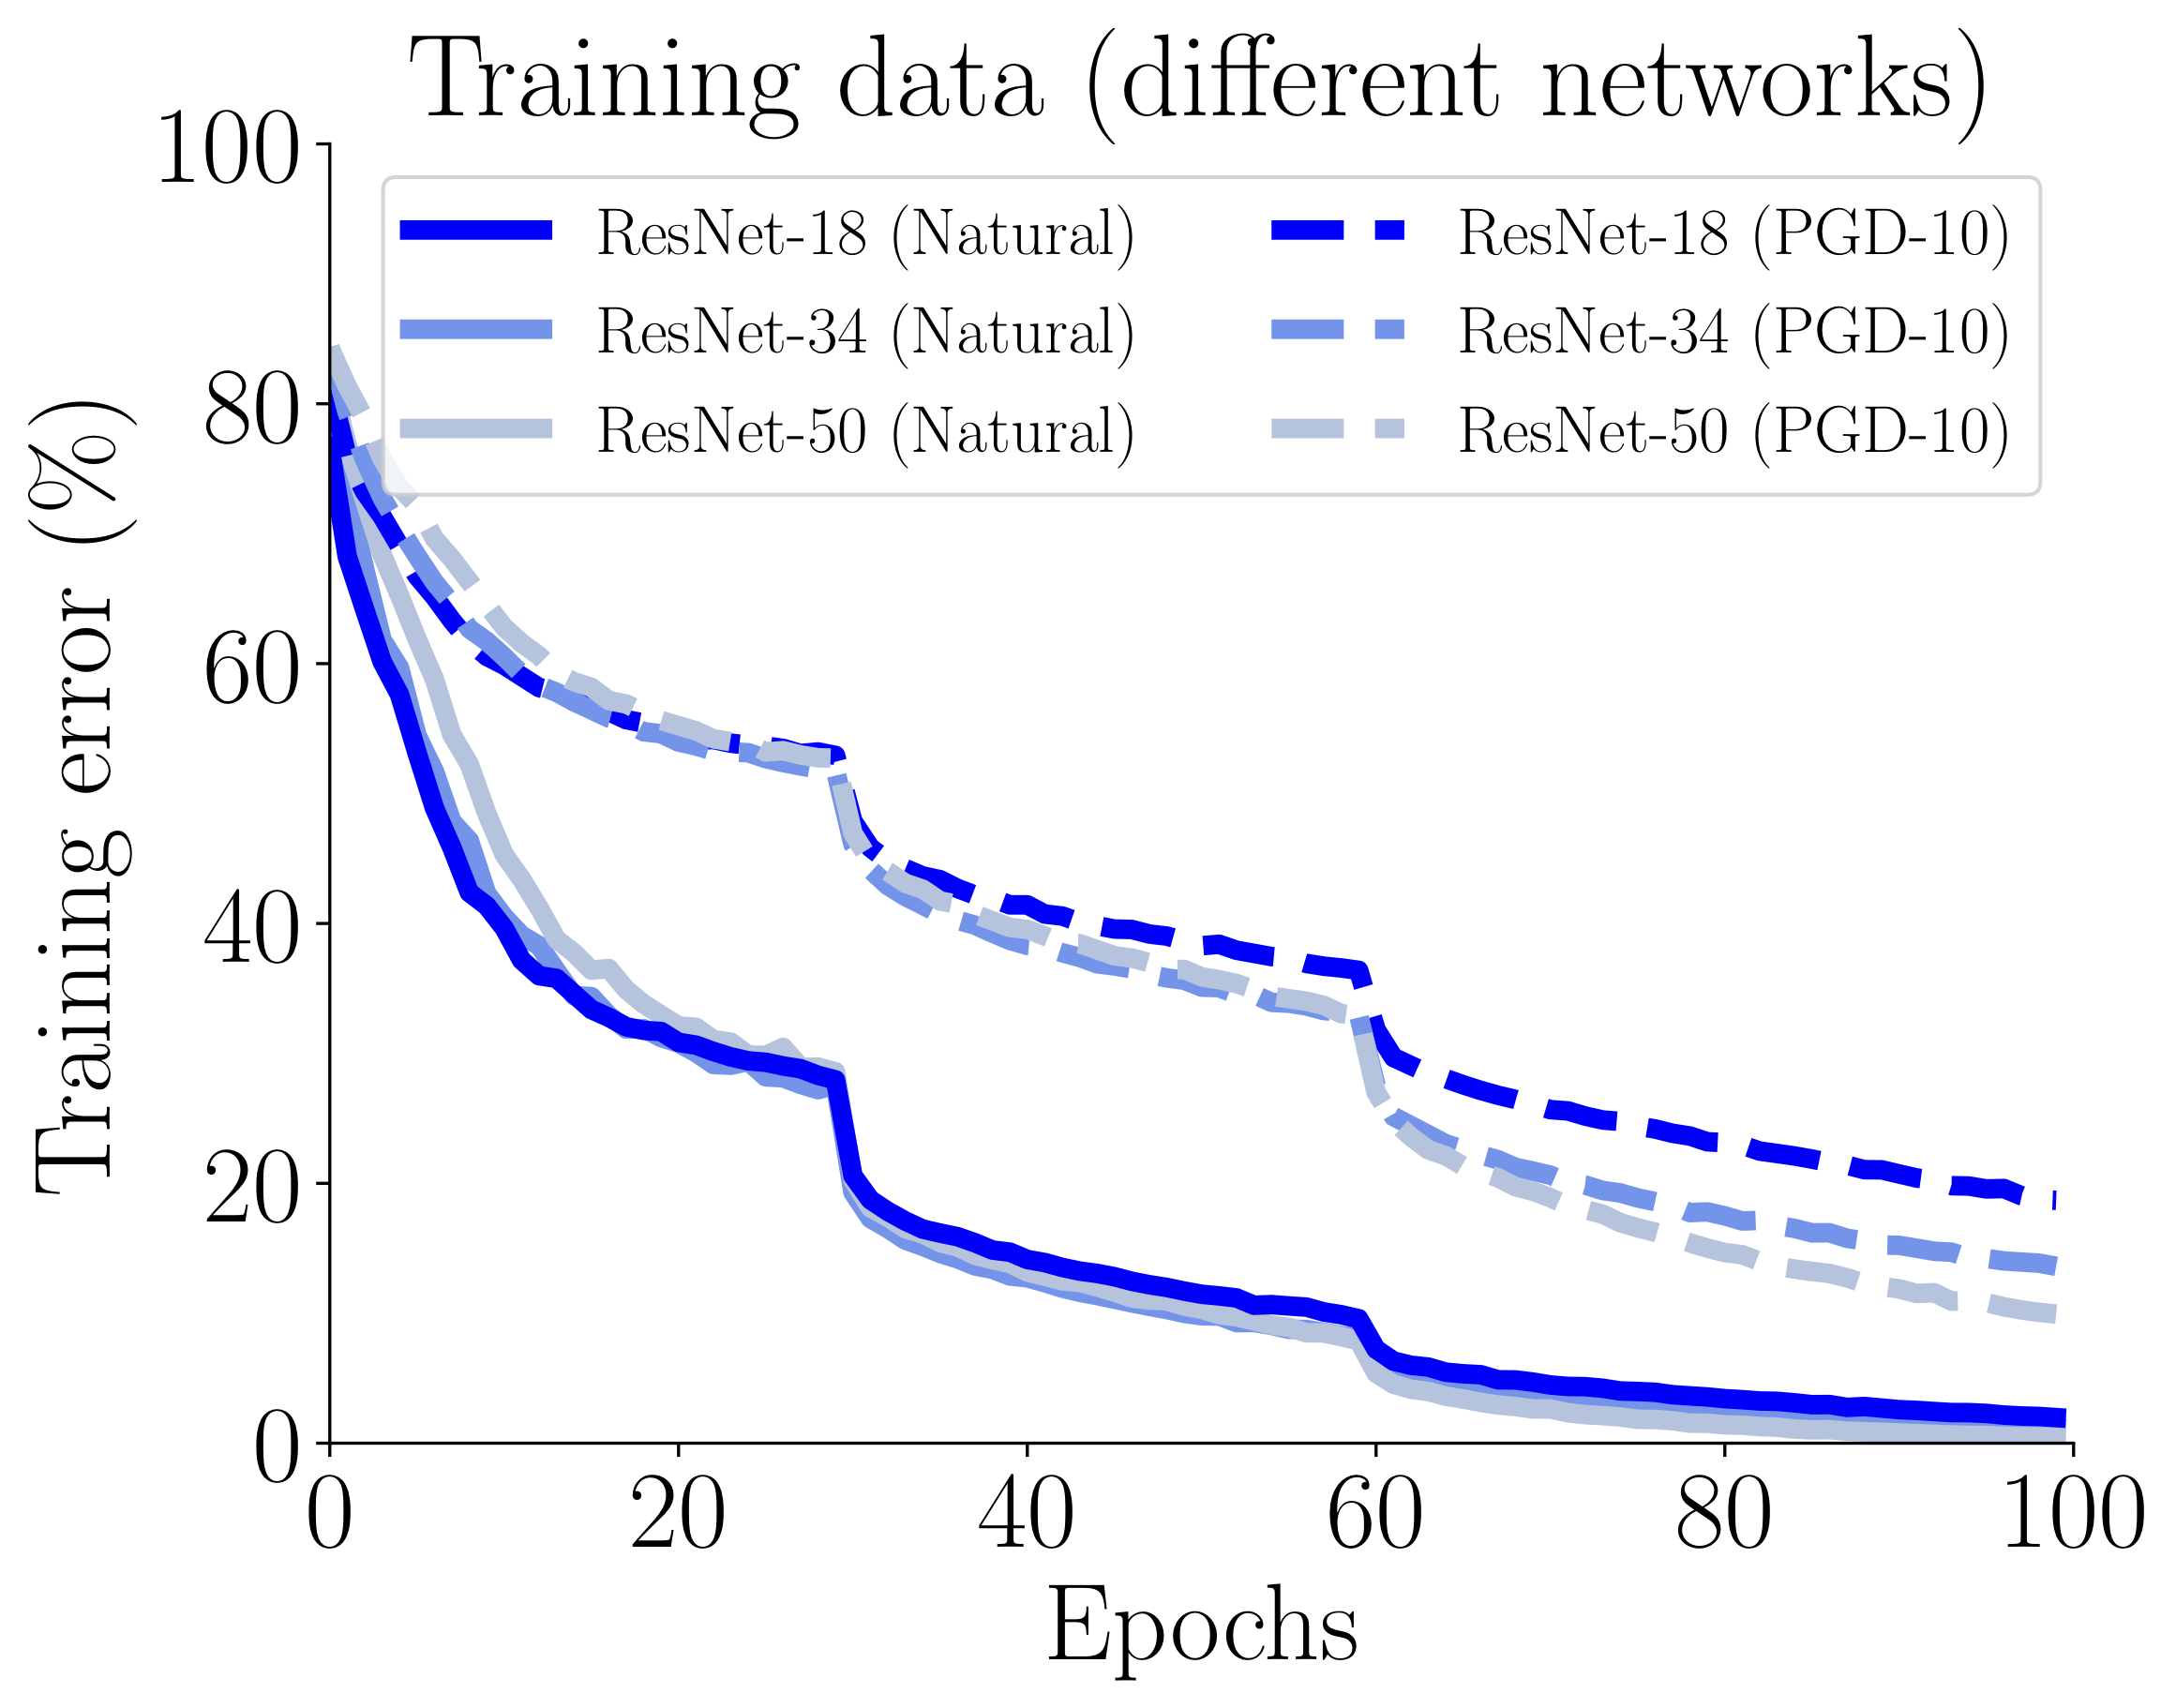 Training data (different networks)
ResNet-18 (Natural)
ResNet-34 (Natural)
ResNet-50 (Natural)
ResNet-18 (PGD-10)
ResNet-34 (PGD-10)
ResNet-50 (PGD-10)
Training error (%)
100
80
60
40
20
0
0 20 40 60 80 100
Epochs